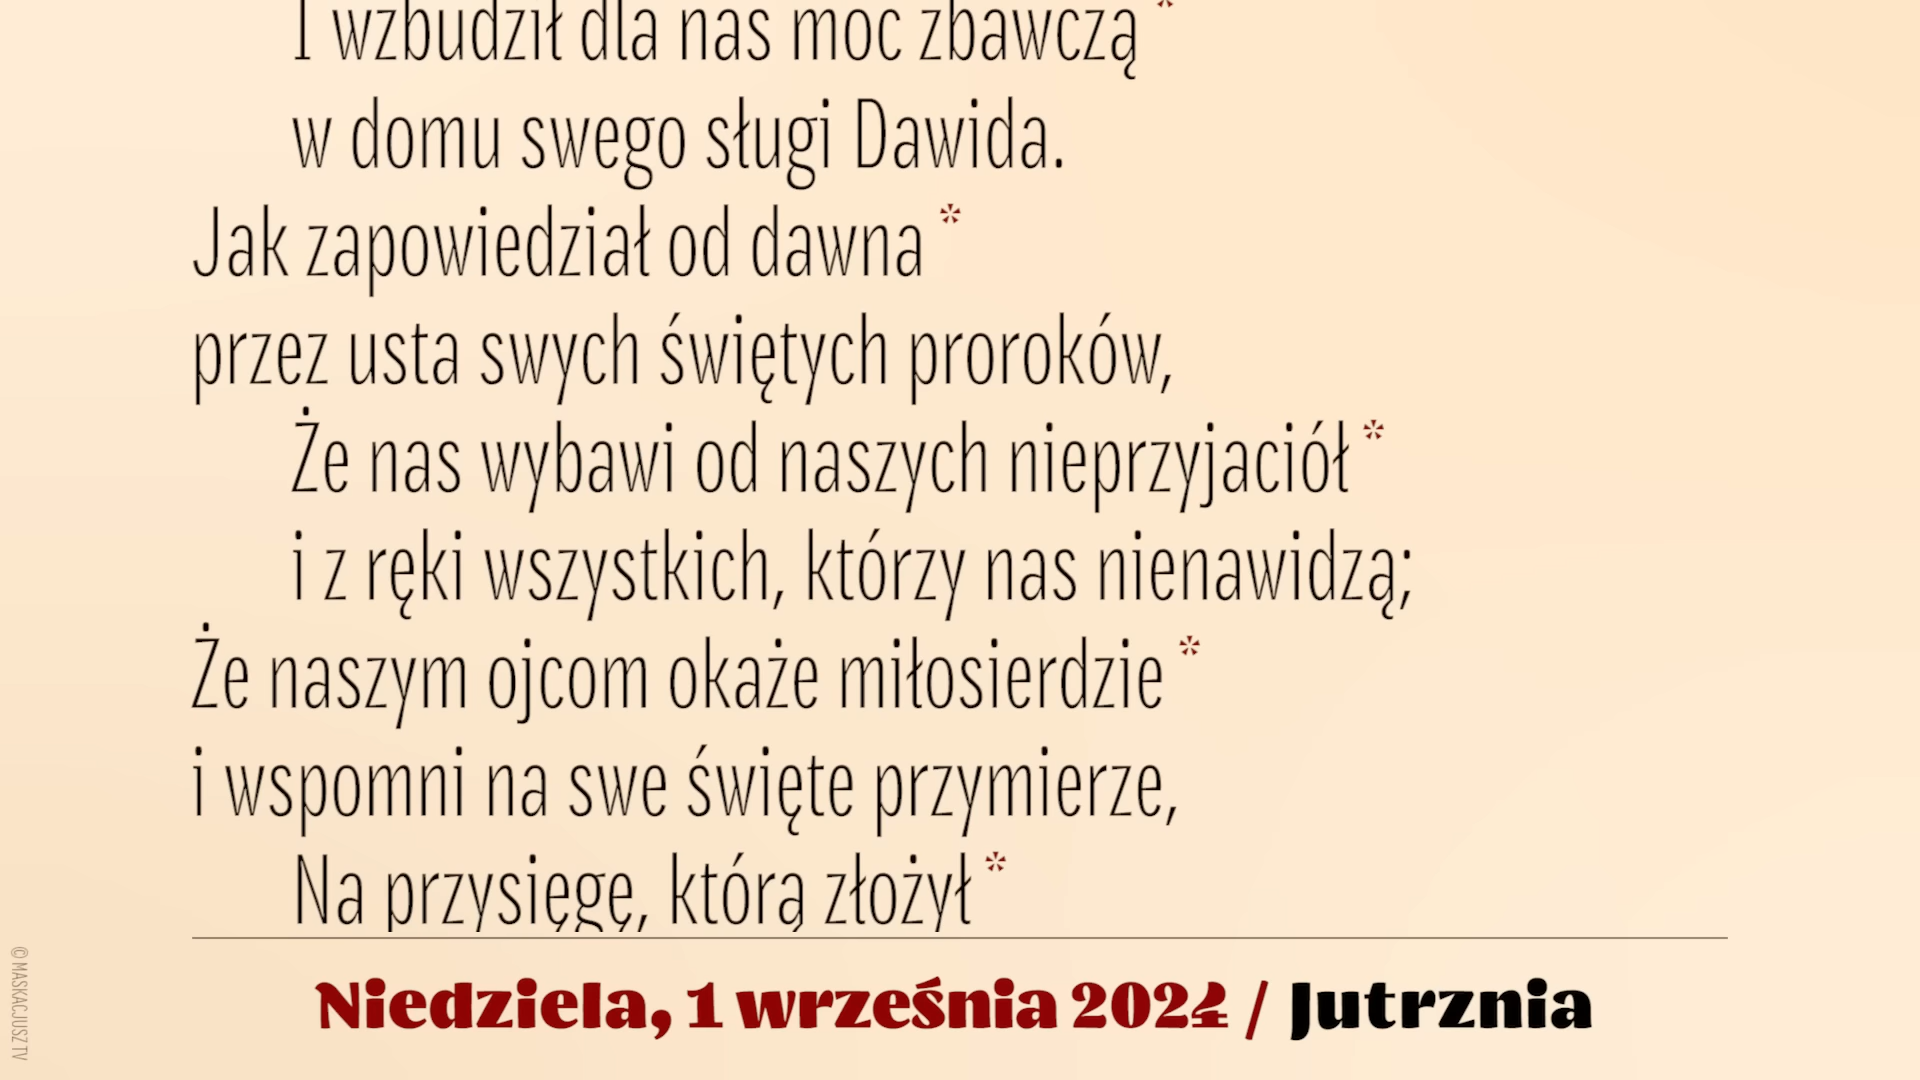 I wzbudził dla nas moc zbawczą *
w domu swego sługi Dawida.
Jak zapowiedział od dawna *
przez usta swych świętych proroków,
Że nas wybawi od naszych nieprzyjaciół *
i z ręki wszystkich, którzy nas nienawidzą;
Że naszym ojcom okaże miłosierdzie *
i wspomni na swe święte przymierze,
Na przysięgę, którą złożył *
Niedziela, 1 września 2024 / Jutrznia
© MASKACJUSZ TV